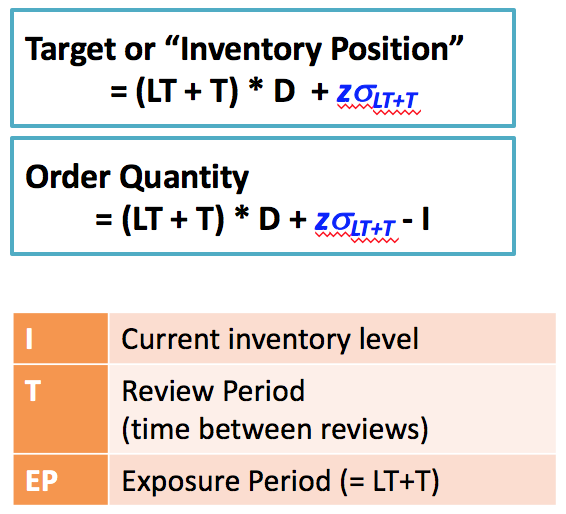 Target or “Inventory Position”
= (LT + T) * D + zσLT+T
Order Quantity
= (LT + T) * D + zσLT+T - I
I Current inventory level
T Review Period
(time between reviews)
EP Exposure Period (= LT+T)